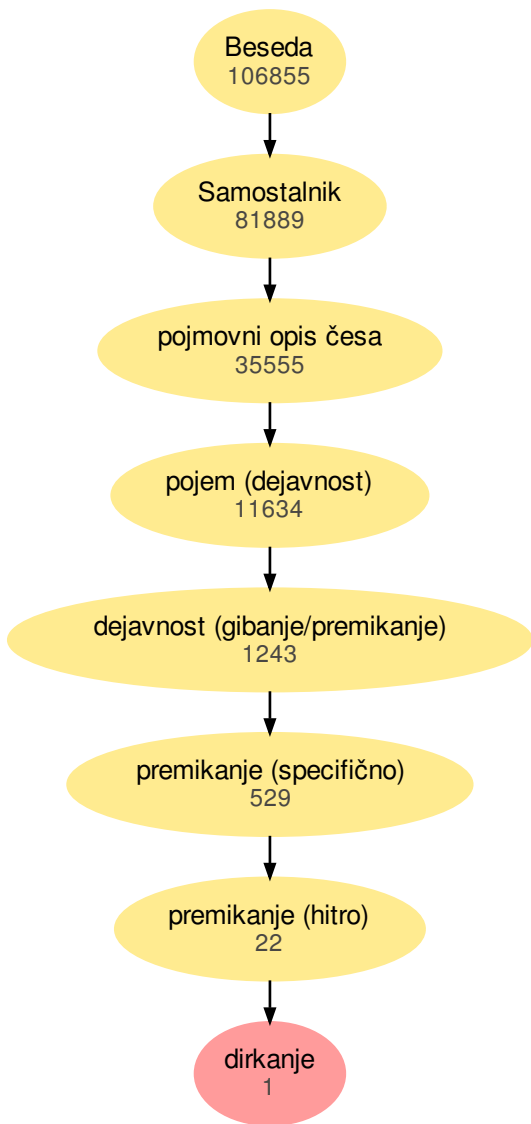 Beseda
106855
Samostalnik
81889
pojmovni opis česa
35555
pojem (dejavnost)
11634
dejavnost (gibanje/premikanje)
1243
premikanje (specifično)
529
premikanje (hitro)
22
dirkanje
1